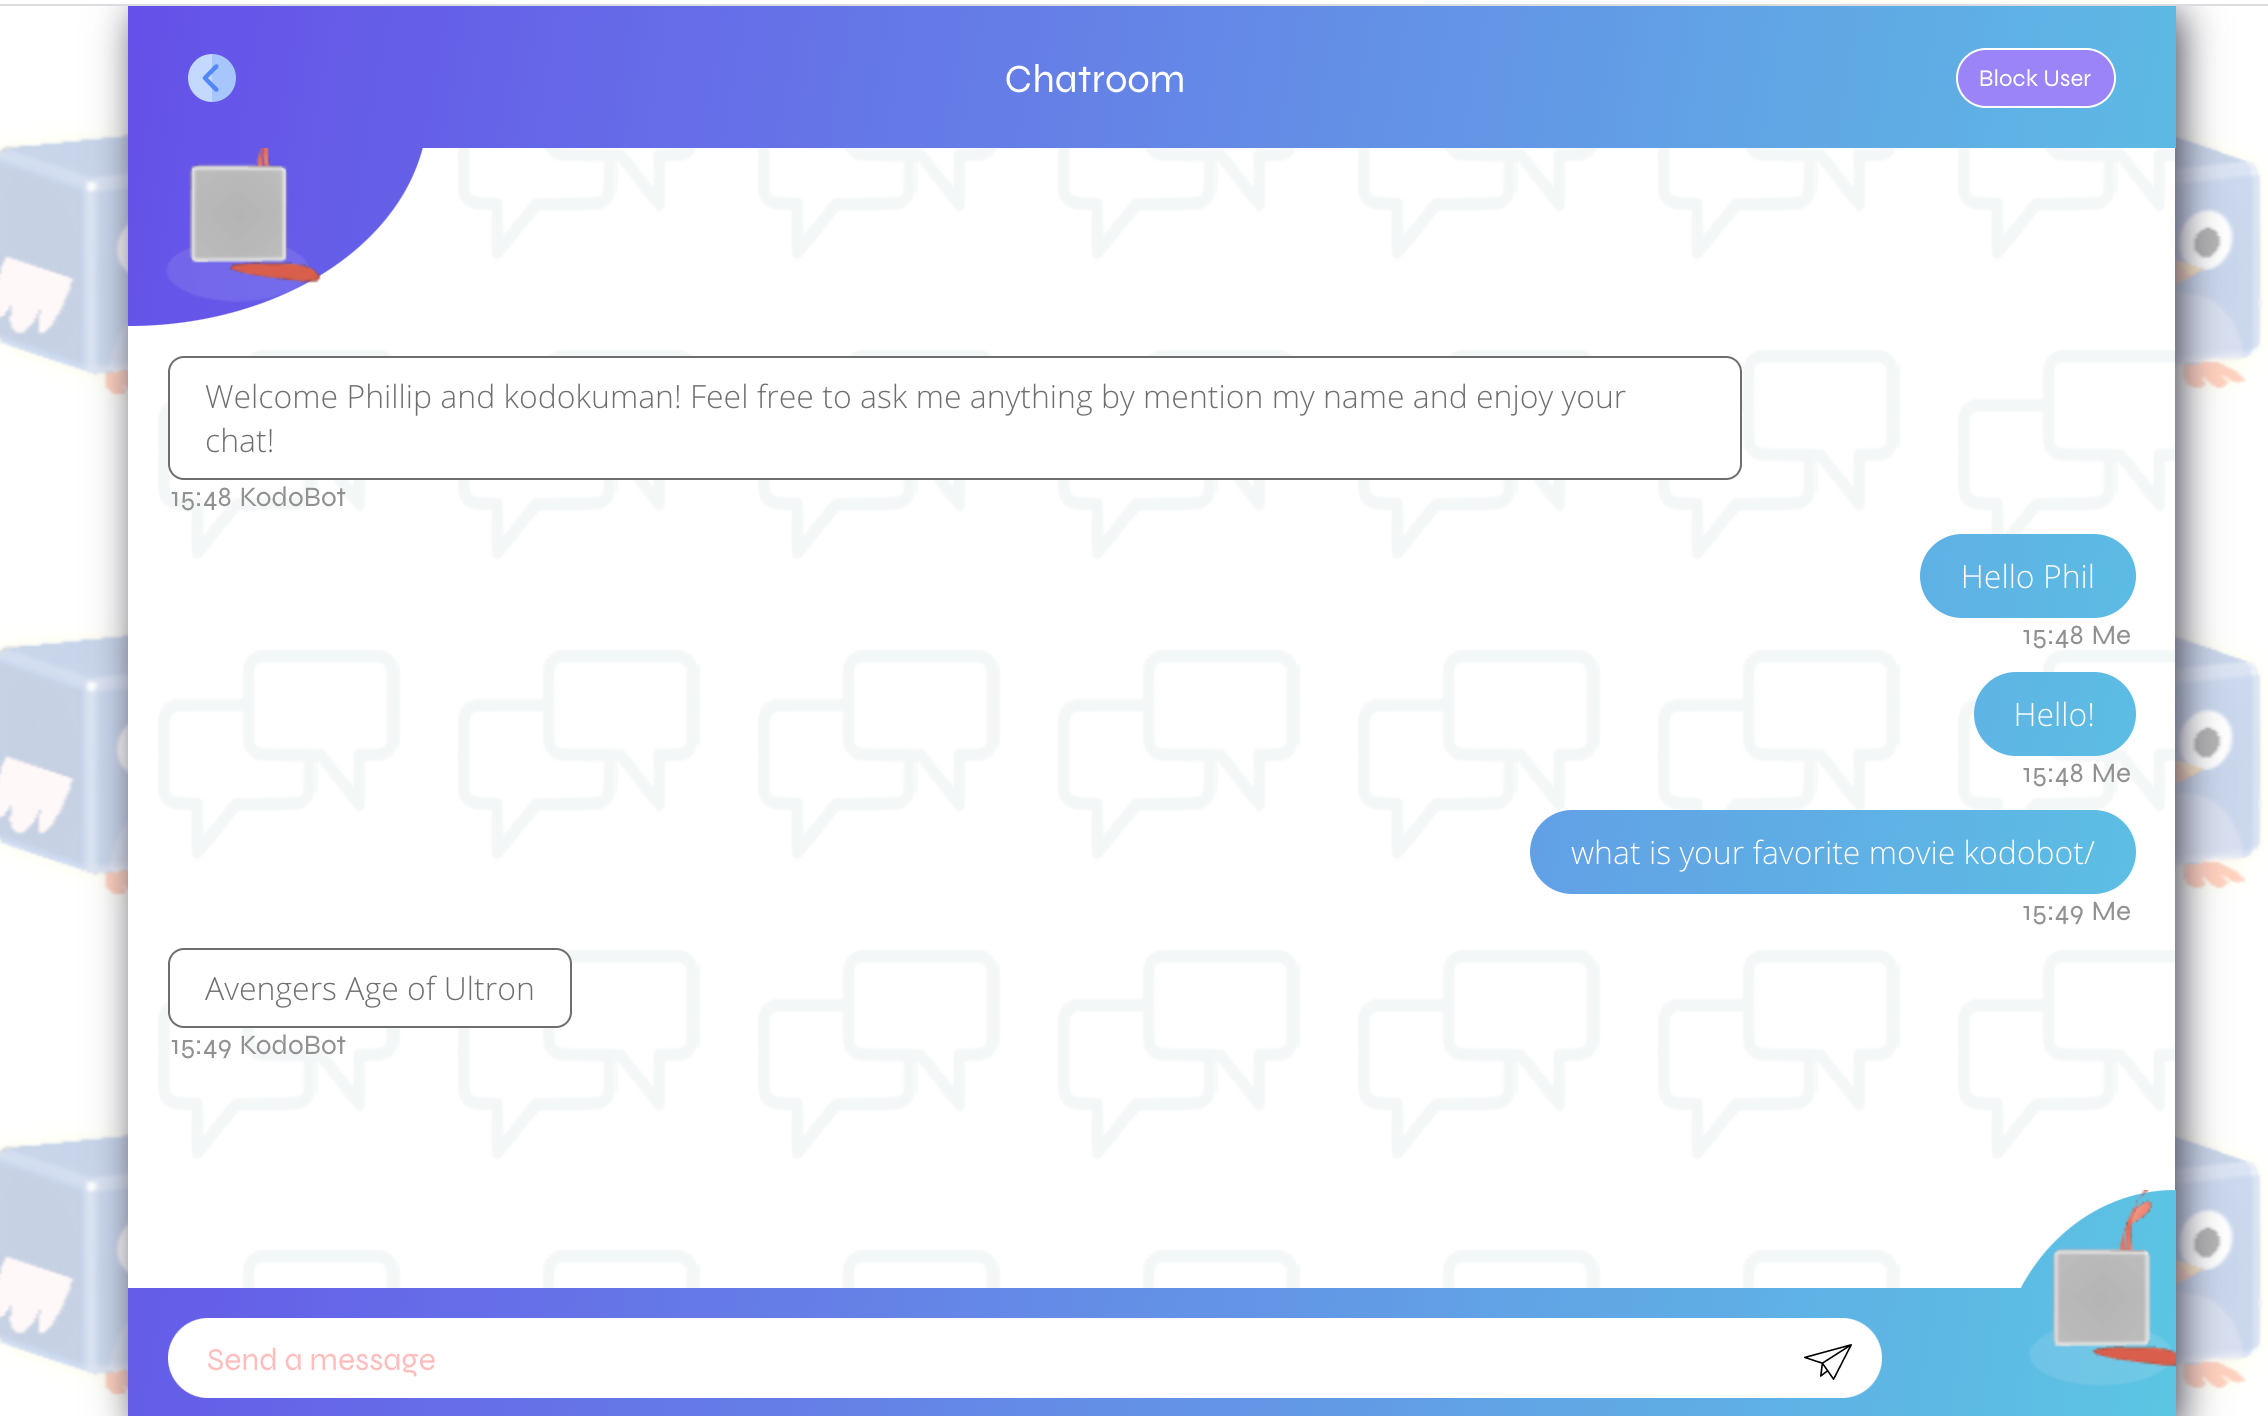 Chatroom
Block User
Welcome Phillip and kodokuman! Feel free to ask me anything by mention my name and enjoy your
chat!
15:48 KodoBot
Hello Phil
15:48 Me
Hello!
15:48 Me
what is your favorite movie kodobot/
15:49 Me
Avengers Age of Ultron
15:49 KodoBot
Send a message